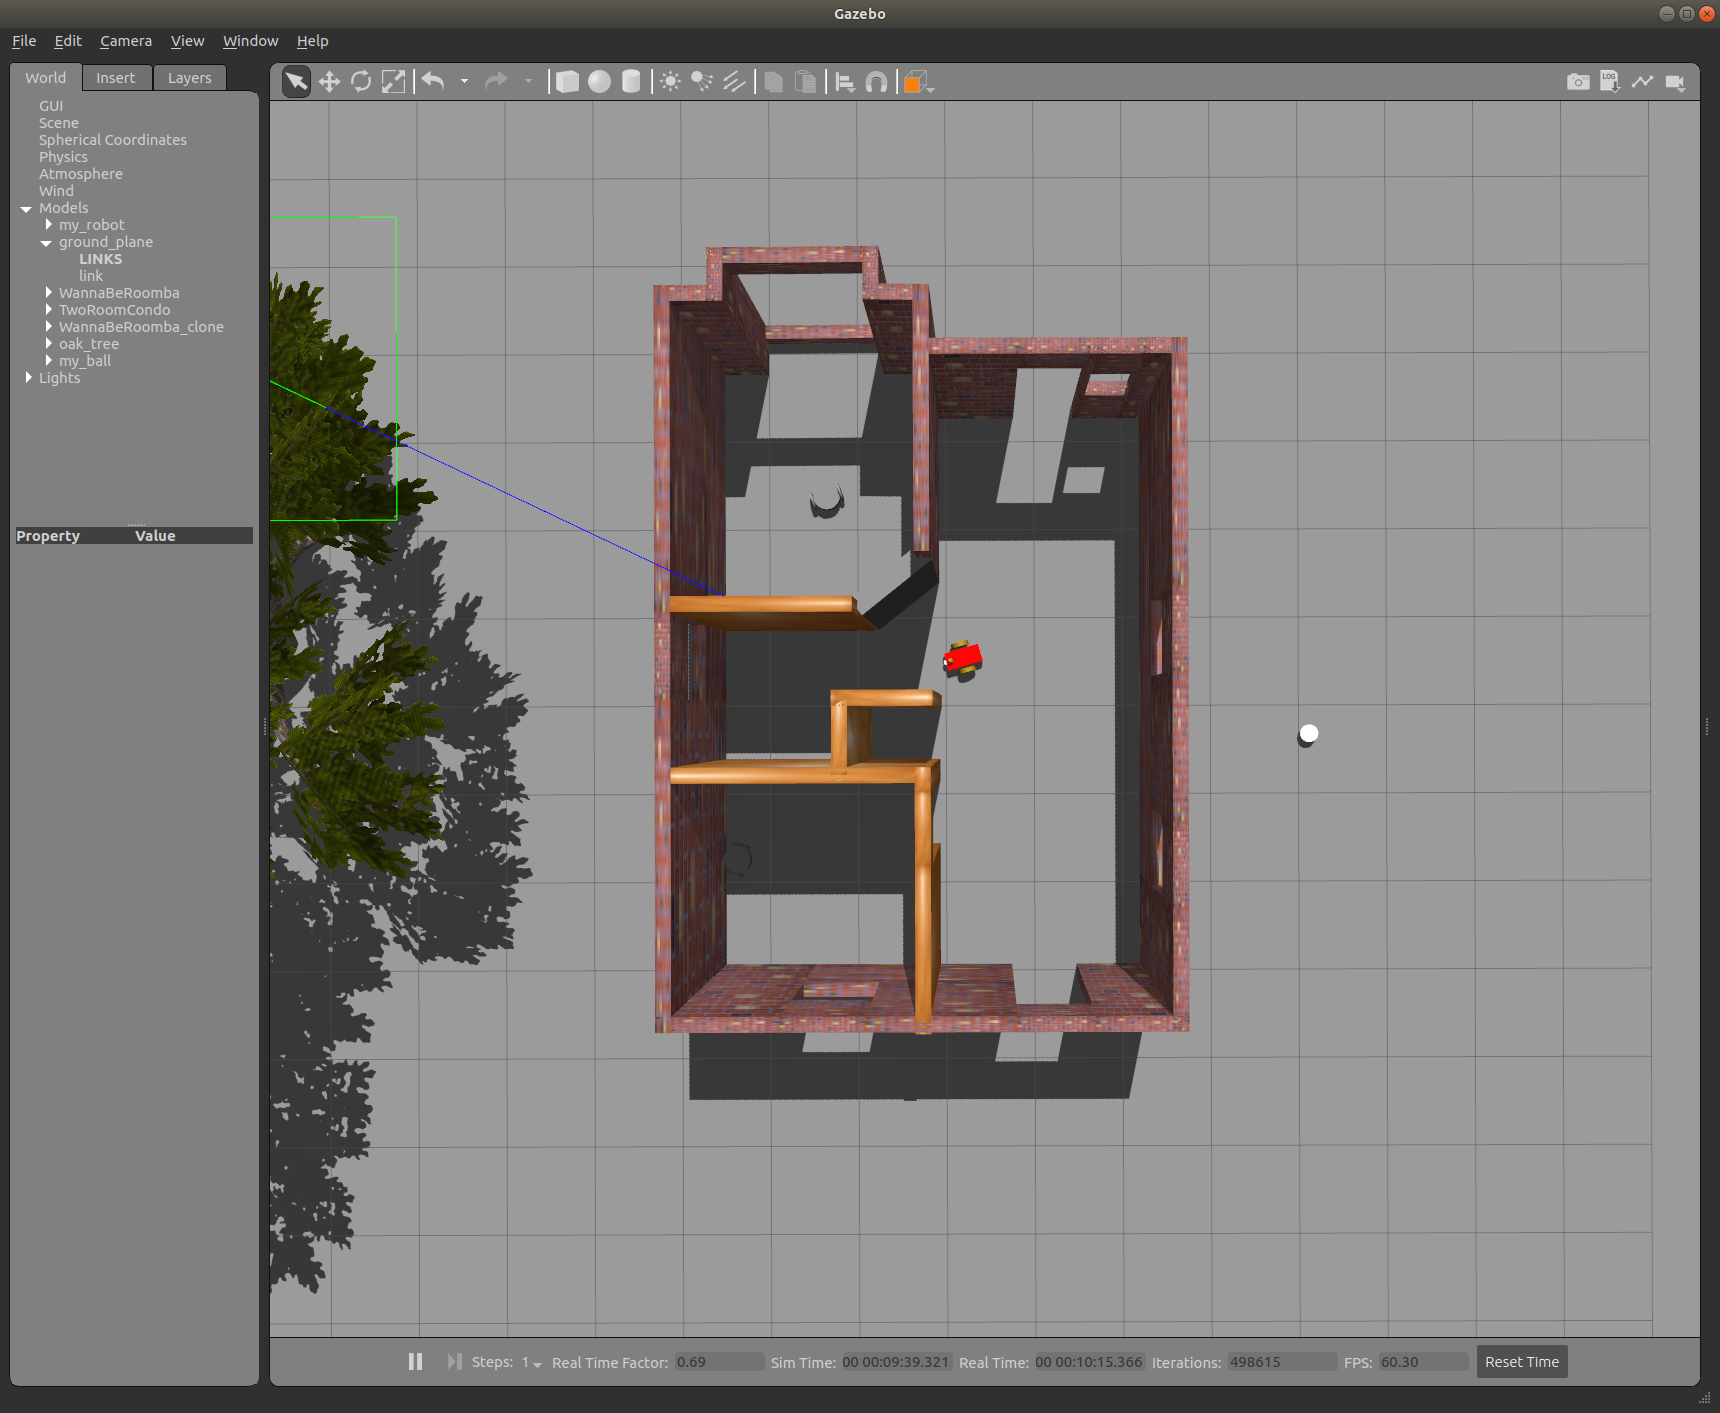 Gazebo
File Edit Camera View Window Help
World Insert Layers
LOG
GUI
Scene
Spherical Coordinates
Physics
Atmosphere
Wind
Models
my_robot
ground_plane
LINKS
link
WannaBeRoomba
TwoRoomCondo
WannaBeRoomba_clone
oak_tree
my_ball
Lights
Property Value
Steps: 1 Real Time Factor: 0.69 Sim Time: 00 00:09:39.321 Real Time: 00 00:10:15.366 Iterations: 498615 FPS: 60.30 Reset Time